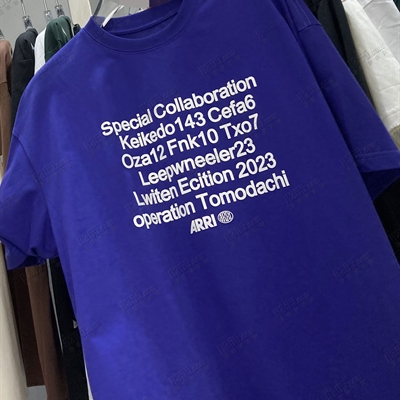 Special Collaboration
Keikedo143 Cefa6
Oza12 Fnk10 Txo7
Leepwneeler23
Lwiten Ecition 2023
operation Tomodachi
ARRI